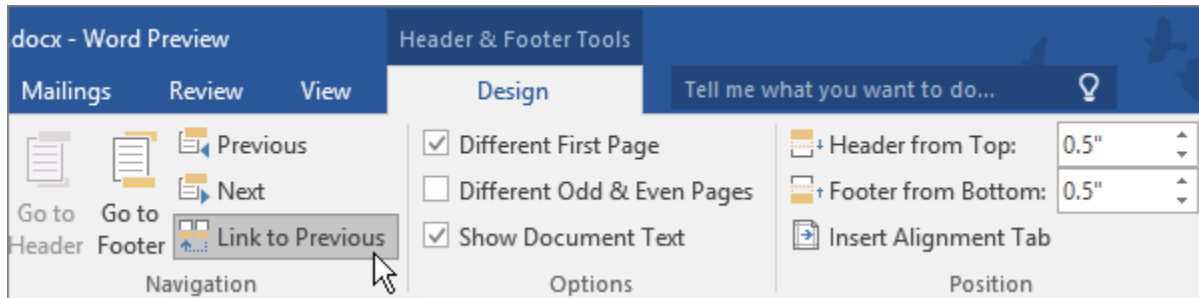 .docx - Word Preview
Header & Footer Tools
Mailings
Review
View
Design
Tell me what you want to do...
Go to
Header
Go to
Footer
Previous
Next
Link to Previous
Navigation
Different First Page
Different Odd & Even Pages
Show Document Text
Options
Header from Top: 0.5"
Footer from Bottom: 0.5"
Insert Alignment Tab
Position